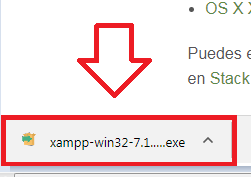 OS X X
Puedes e
en Stack
xampp-win32-7.1.....exe